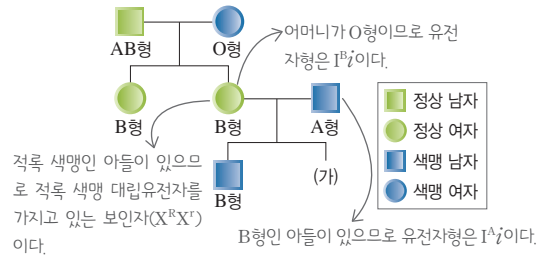 AB형
O형
어머니가 O형이므로 유전
자형은 Iᴮi이다.
B형
B형
A형
정상 남자
정상 여자
색맹 남자
색맹 여자
적록 색맹인 아들이 있으므
로 적록 색맹 대립유전자를
가지고 있는 보인자(XᴿXʳ)
이다.
B형
(가)
B형인 아들이 있으므로 유전자형은 Iᴬi이다.